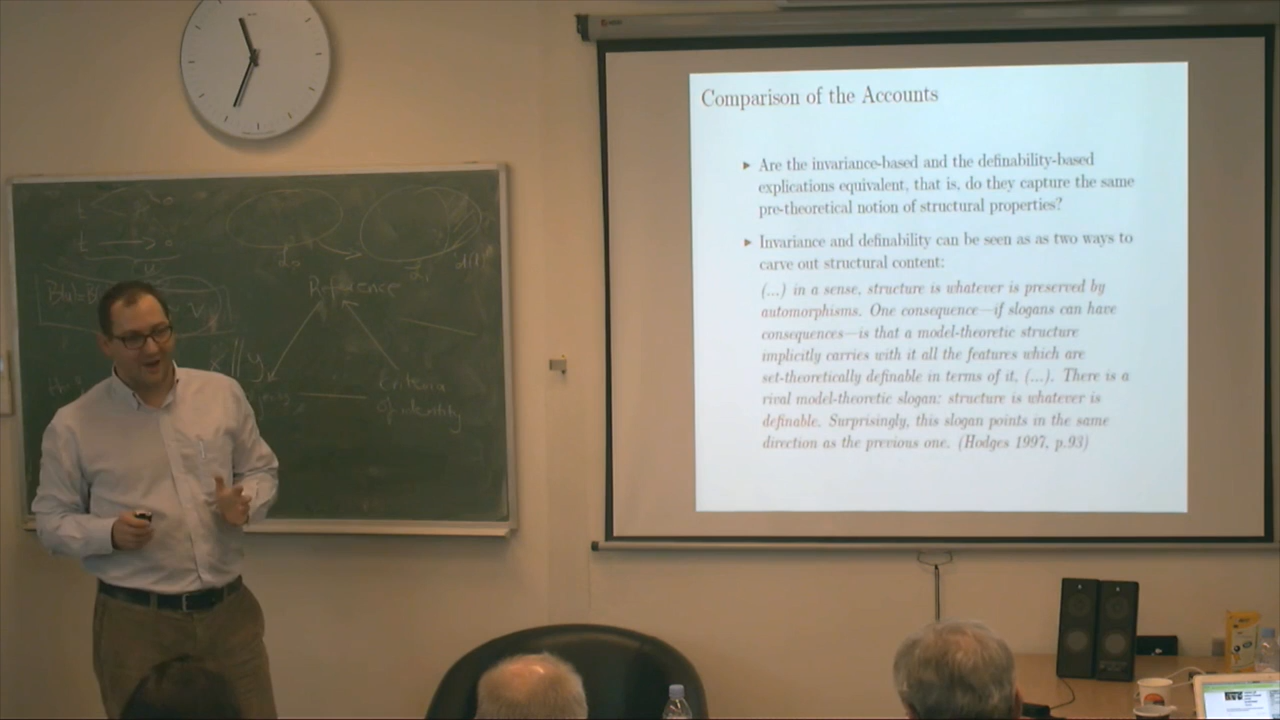 Comparison of the Accounts
▸ Are the invariance-based and the definability-based
explications equivalent, that is, do they capture the same
pre-theoretical notion of structural properties?
▸ Invariance and definability can be seen as as two ways to
carve out structural content:
(...) in a sense, structure is whatever is preserved by
automorphisms. One consequence—if slogans can have
consequences—is that a model-theoretic structure
implicitly carries with it all the features which are
set-theoretically definable in terms of it, (...). There is a
rival model-theoretic slogan: structure is whatever is
definable. Surprisingly, this slogan points in the same
direction as the previous one. (Hodges 1997, p.93)
Reference
x // y
Criteria
of identity